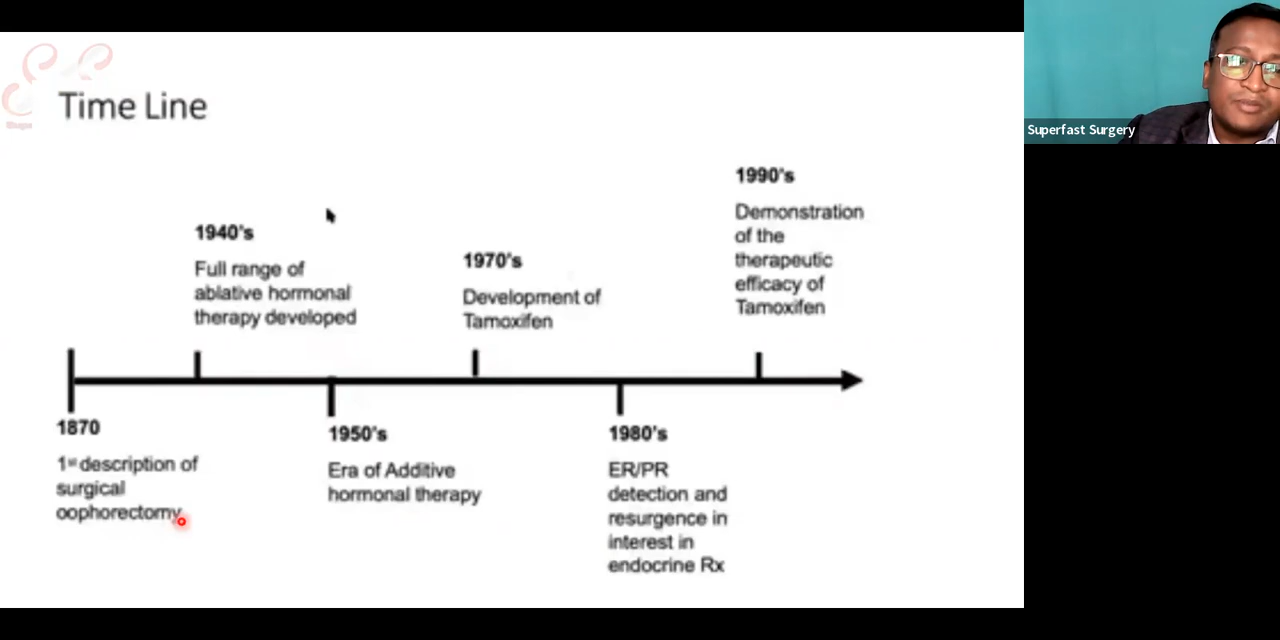 Time Line
Superfast Surgery
1940's
Full range of
ablative hormonal
therapy developed
1970's
Development of
Tamoxifen
1990's
Demonstration
of the
therapeutic
efficacy of
Tamoxifen
1870
1st description of
surgical
oophorectomy
1950's
Era of Additive
hormonal therapy
1980's
ER/PR
detection and
resurgence in
interest in
endocrine Rx